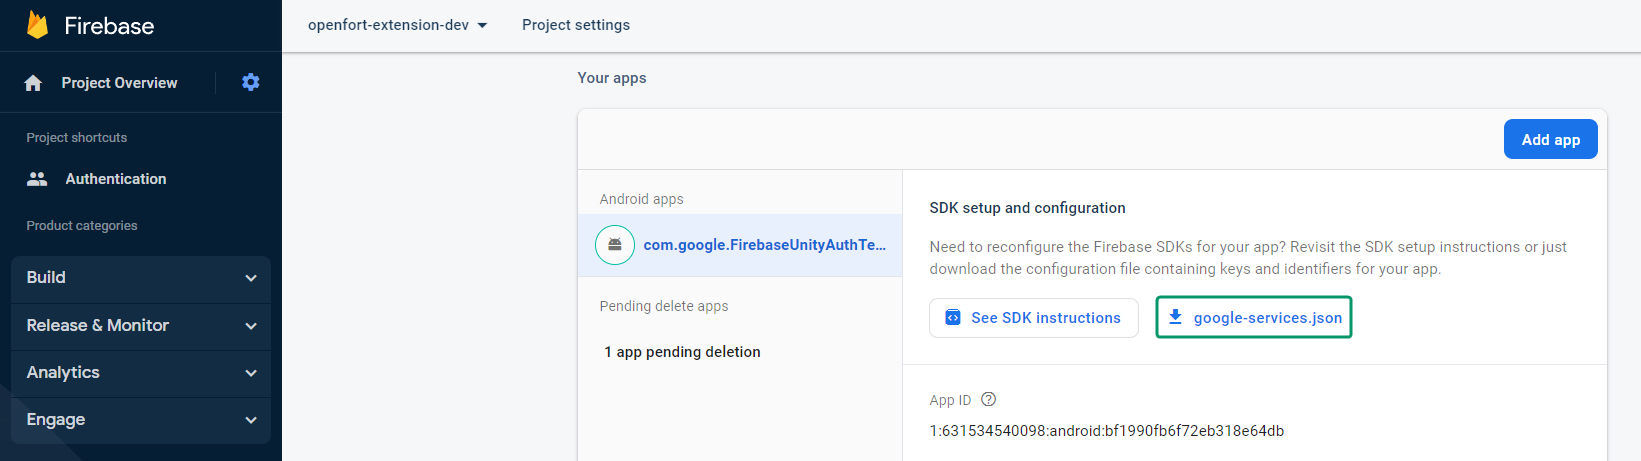 Firebase
openfort-extension-dev
Project settings
Project Overview
Project shortcuts
Authentication
Product categories
Build
Release & Monitor
Analytics
Engage
Your apps
Add app
Android apps
com.google.FirebaseUnityAuthTe...
Pending delete apps
1 app pending deletion
SDK setup and configuration
Need to reconfigure the Firebase SDKs for your app? Revisit the SDK setup instructions or just
download the configuration file containing keys and identifiers for your app.
See SDK instructions
google-services.json
App ID
1:631534540098:android:bf1990fb6f72eb318e64db